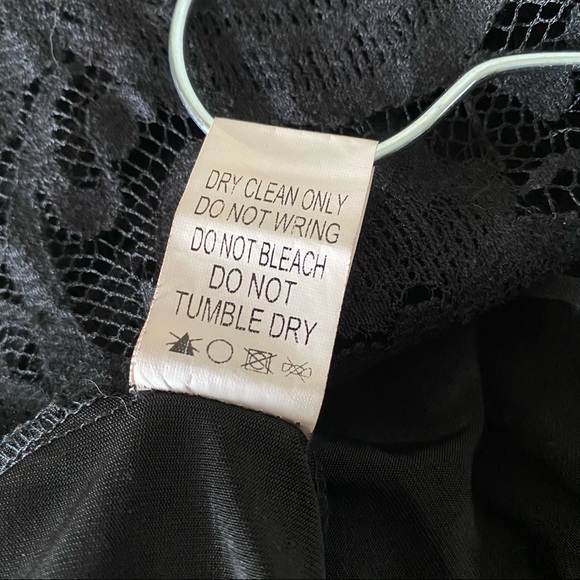 DRY CLEAN ONLY
DO NOT WRING
DO NOT BLEACH
DO NOT
TUMBLE DRY